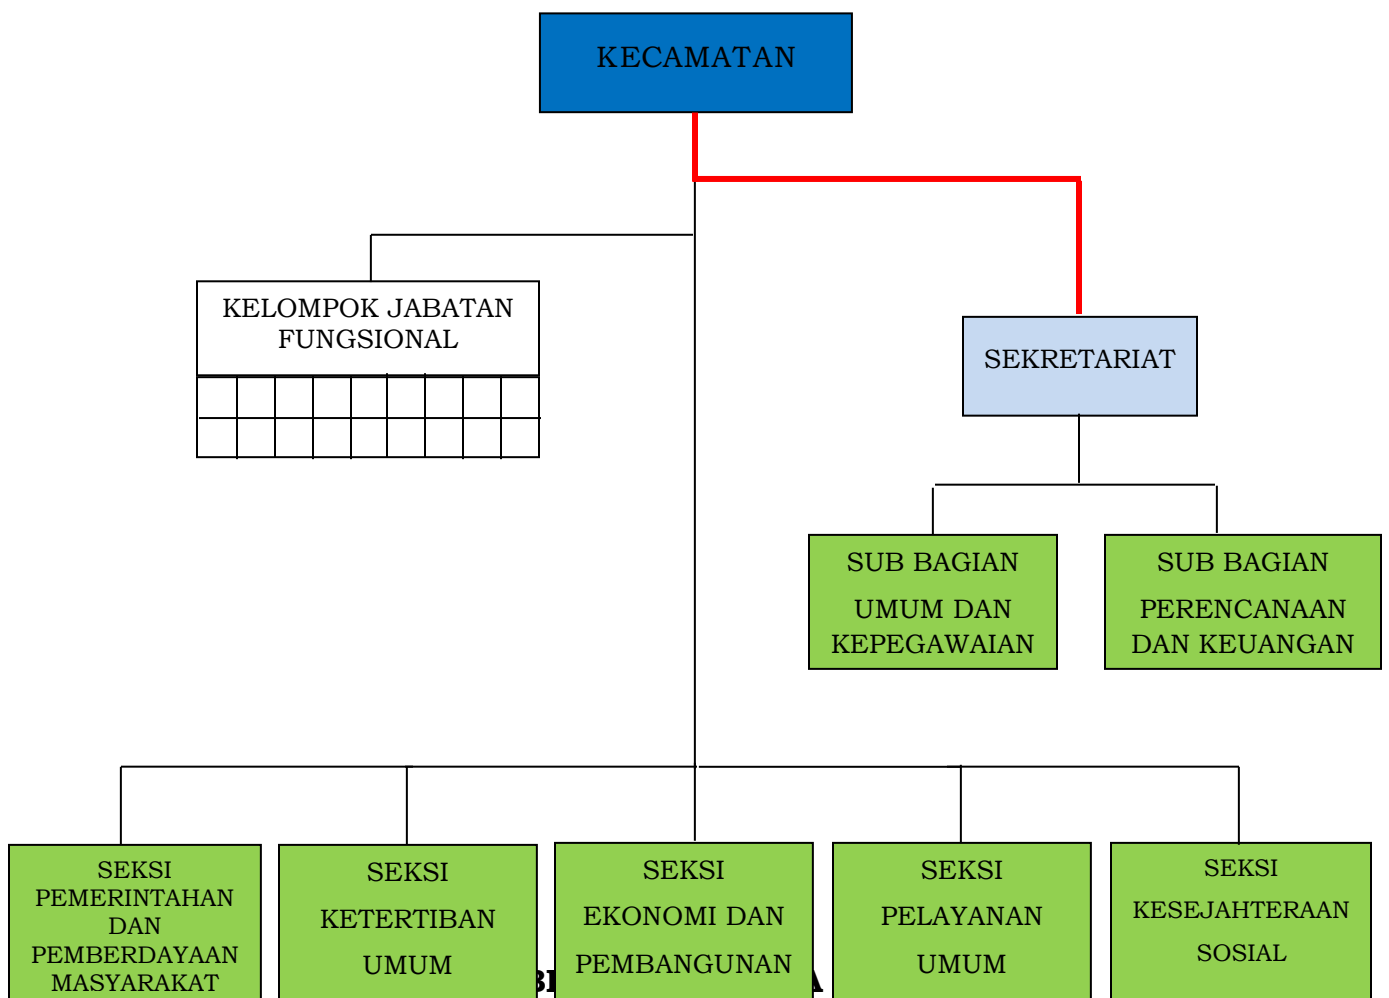 KECAMATAN
KELOMPOK JABATAN
FUNGSIONAL
SEKRETARIAT
SUB BAGIAN
UMUM DAN
KEPEGAWAIAN
SUB BAGIAN
PERENCANAAN
DAN KEUANGAN
SEKSI
PEMERINTAHAN
DAN
PEMBERDAYAAN
MASYARAKAT
SEKSI
KETERTIBAN
UMUM
SEKSI
EKONOMI DAN
PEMBANGUNAN
SEKSI
PELAYANAN
UMUM
SEKSI
KESEJAHTERAAN
SOSIAL